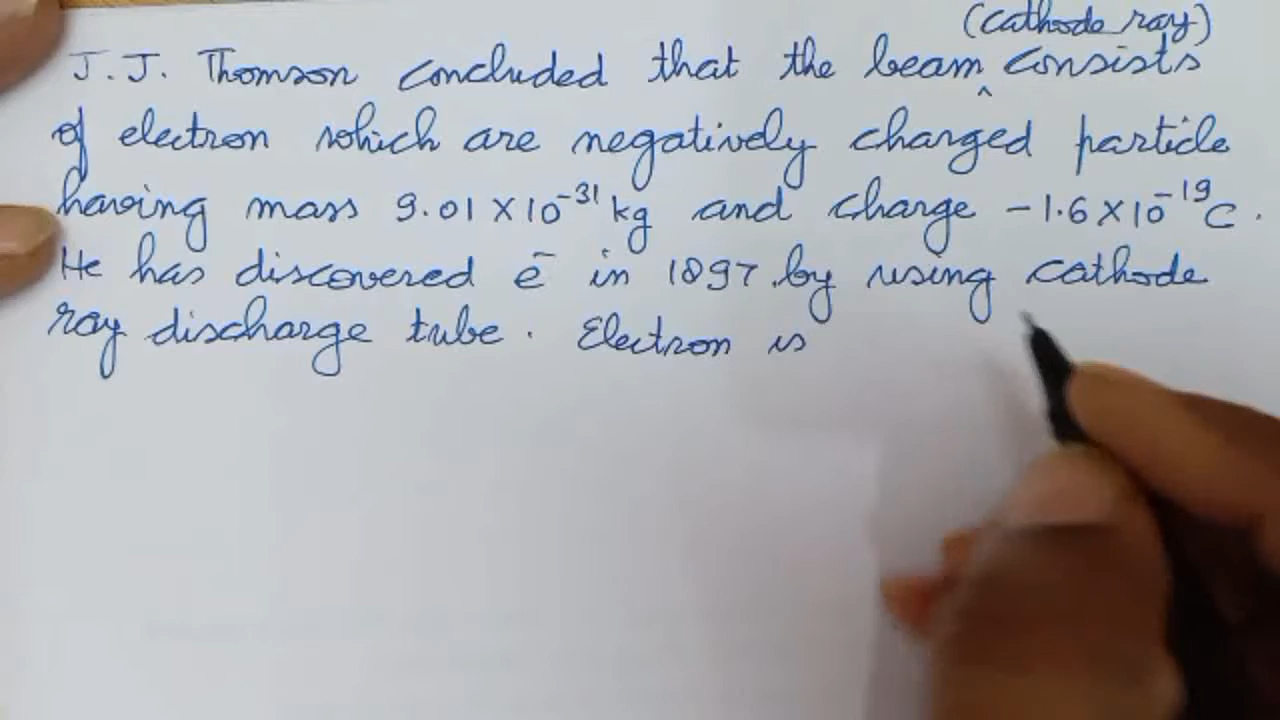 (cathode ray)
J.J. Thomson concluded that the beam ^ consists
of electron which are negatively charged particle
having mass 9.01 × 10⁻³¹ kg and charge -1.6 × 10⁻¹⁹ C.
He has discovered e⁻ in 1897 by using cathode
ray discharge tube. Electron is